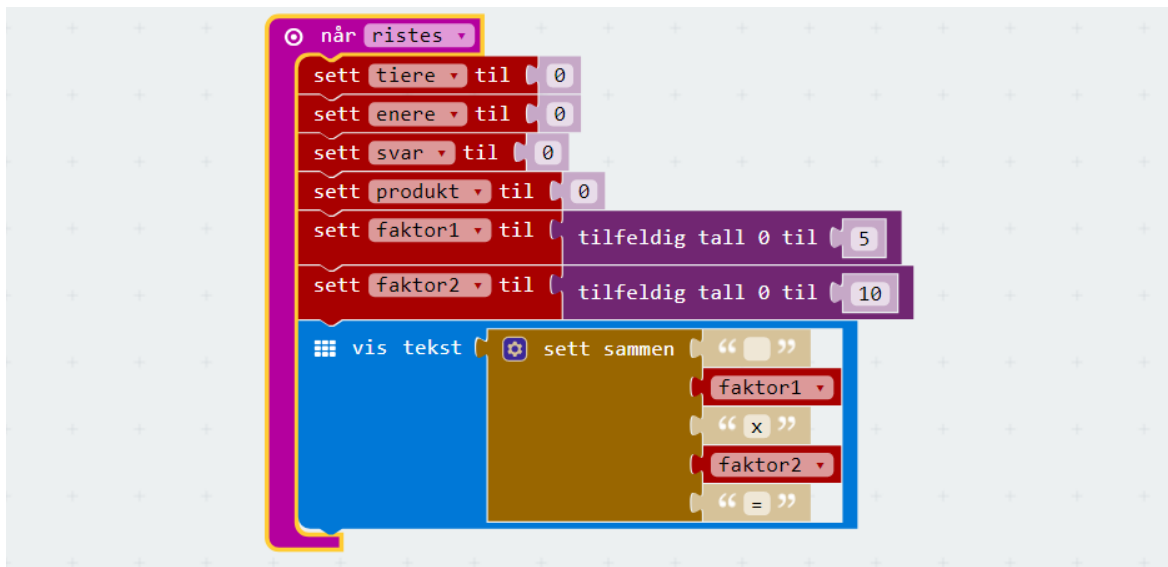 når ristes
sett tiere til 0
sett enere til 0
sett svar til 0
sett produkt til 0
sett faktor1 til tilfeldig tall 0 til 5
sett faktor2 til tilfeldig tall 0 til 10
vis tekst sett sammen “ ”
faktor1
“ x ”
faktor2
“ = ”